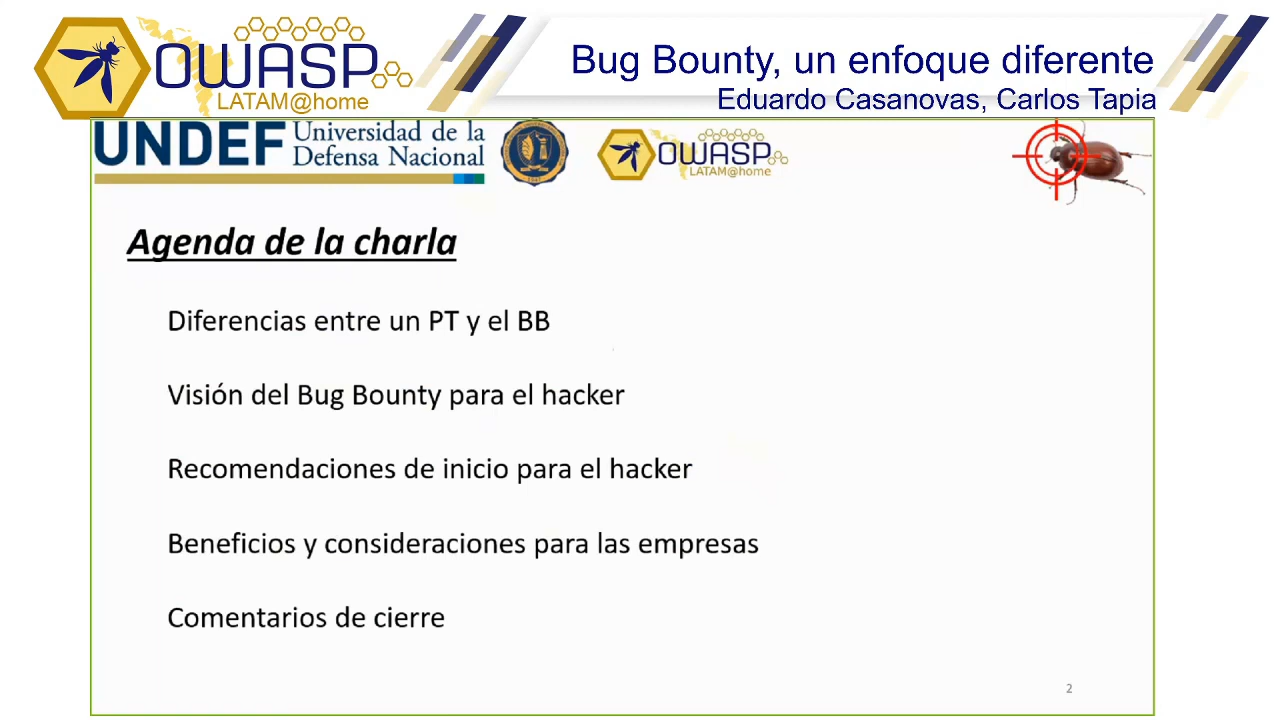 OWASP
LATAM@home
Bug Bounty, un enfoque diferente
Eduardo Casanovas, Carlos Tapia
UNDEF
Universidad de la
Defensa Nacional
OWASP
LATAM@home
Agenda de la charla
Diferencias entre un PT y el BB
Visión del Bug Bounty para el hacker
Recomendaciones de inicio para el hacker
Beneficios y consideraciones para las empresas
Comentarios de cierre
2